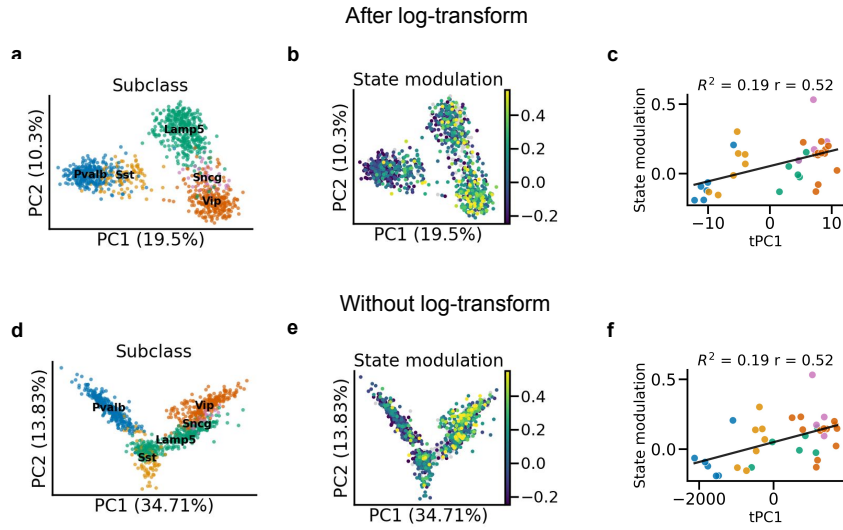 After log-transform
a
b
c
Subclass
State modulation
R² = 0.19 r = 0.52
PC2 (10.3%)
Lamp5
Pvalb
Sst
Sncg
Vip
PC1 (19.5%)
PC2 (10.3%)
0.4
0.2
0.0
−0.2
PC1 (19.5%)
State modulation
0.5
0.0
−10
0
10
tPC1
Without log-transform
d
e
f
Subclass
State modulation
R² = 0.19 r = 0.52
PC2 (13.83%)
Pvalb
Vip
Sncg
Lamp5
Sst
PC1 (34.71%)
PC2 (13.83%)
0.4
0.2
0.0
−0.2
PC1 (34.71%)
State modulation
0.5
0.0
−2000
0
tPC1